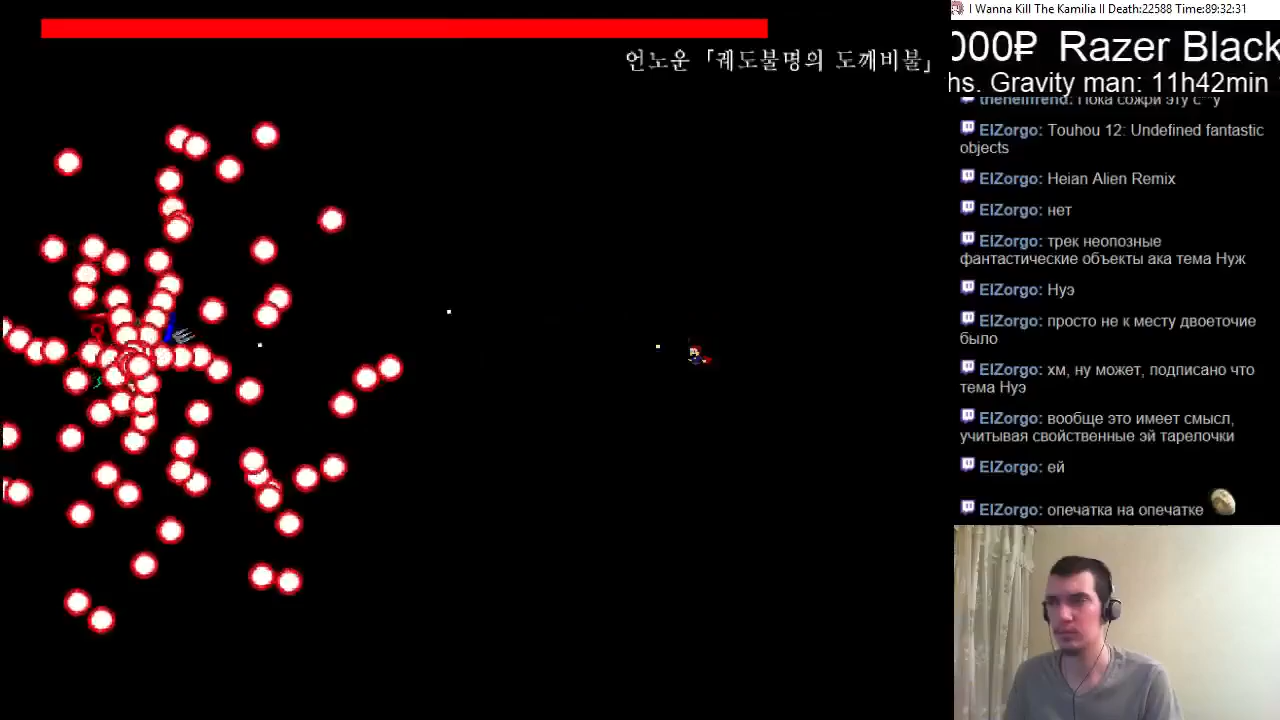 I Wanna Kill The Kamilia II Death:22588 Time:89:32:31
000₽ Razer Black
언노운「궤도불명의 도깨비불」
hs. Gravity man: 11h42min
thehellfrend: Пока сожри эту с**у
ElZorgo: Touhou 12: Undefined fantastic
objects
ElZorgo: Heian Alien Remix
ElZorgo: нет
ElZorgo: трек неопозные
фантастические объекты ака тема Нуж
ElZorgo: Нуэ
ElZorgo: просто не к месту двоеточие
было
ElZorgo: хм, ну может, подписано что
тема Нуэ
ElZorgo: вообще это имеет смысл,
учитывая свойственные эй тарелочки
ElZorgo: ей
ElZorgo: опечатка на опечатке